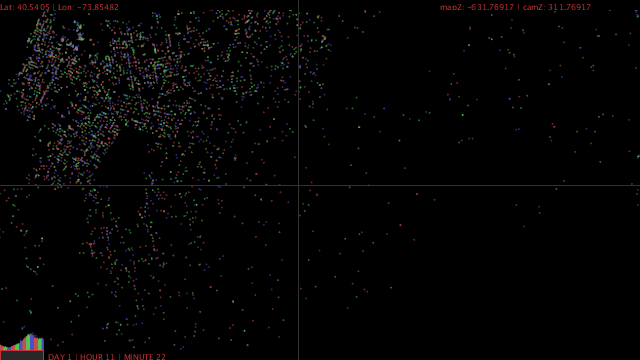 Lat: 40.5405 | Lon: -73.85482
mapZ: -631.76917 | camZ: 311.76917
DAY 1 | HOUR 11 | MINUTE 22